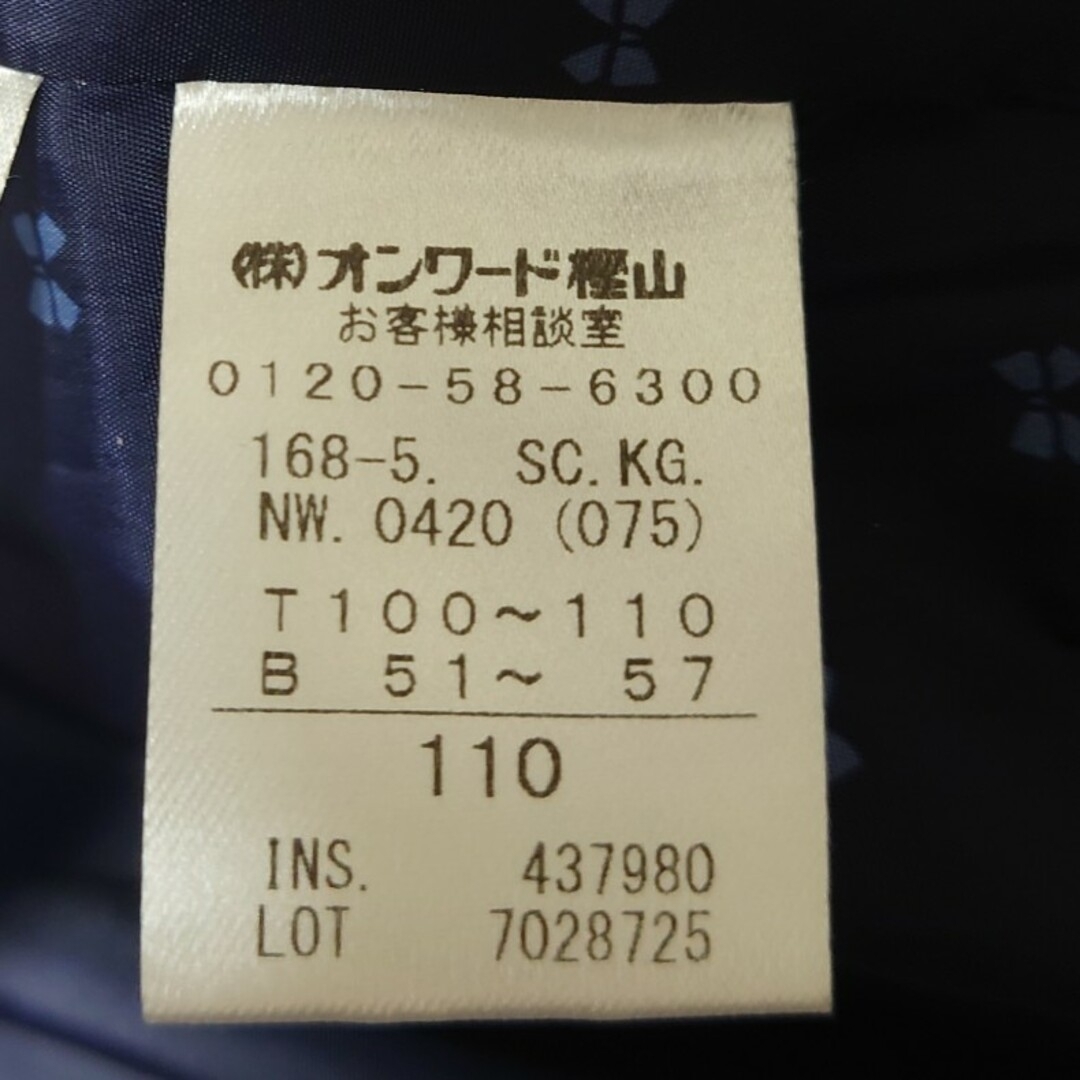 (株)オンワード樫山
お客様相談室
0120-58-6300
168-5. SC.KG.
NW. 0420 (075)
T100~110
B 51~ 57
110
INS. 437980
LOT 7028725